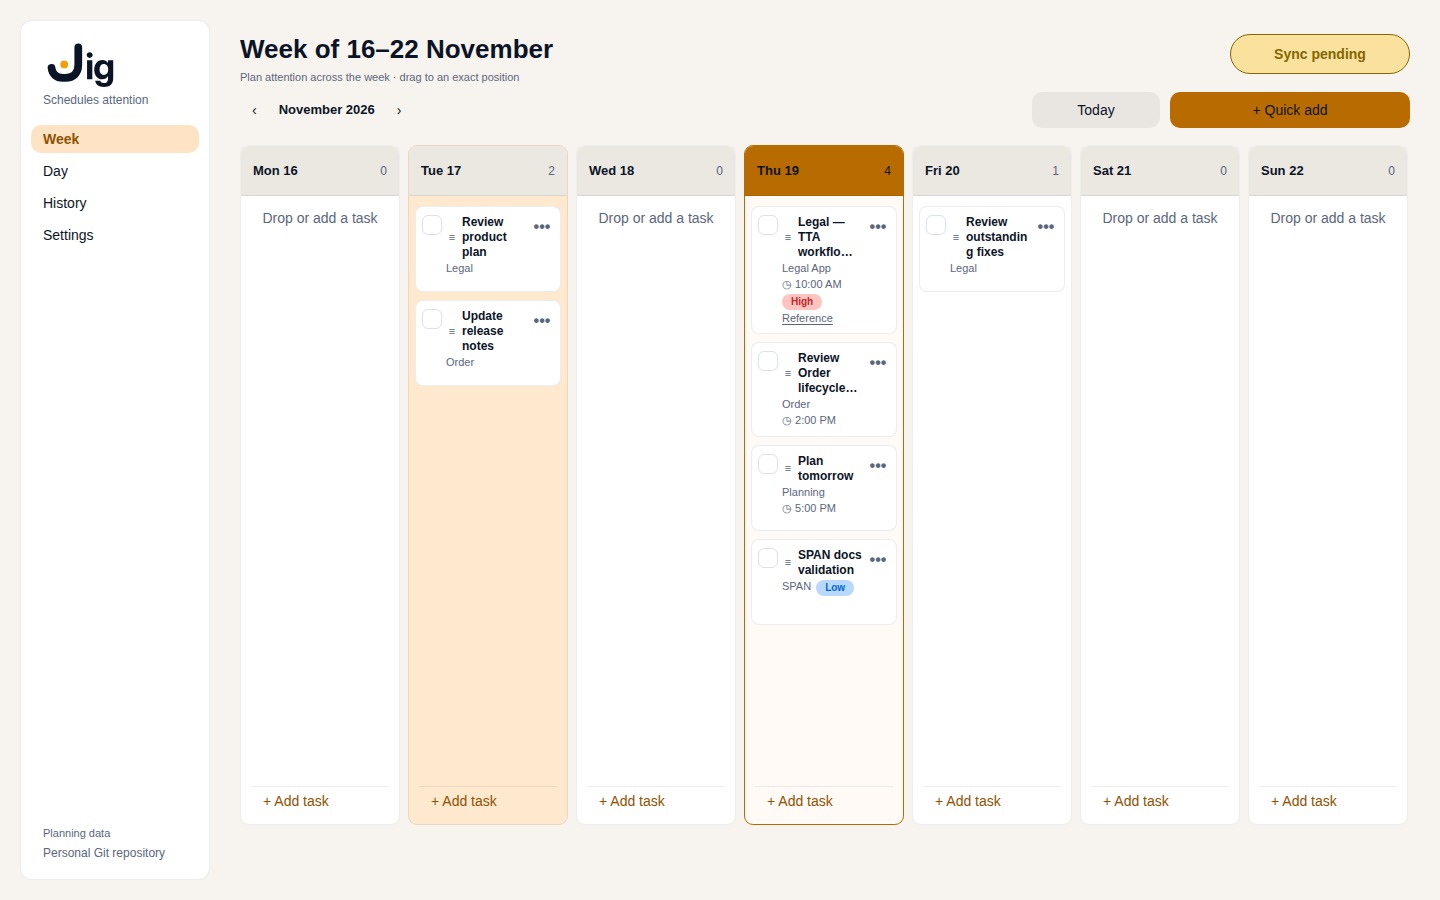 Jig
Schedules attention
Week
Day
History
Settings
Planning data
Personal Git repository
Week of 16–22 November
Plan attention across the week · drag to an exact position
Sync pending
‹ November 2026 ›
Today
+ Quick add
Mon 16 0
Drop or add a task
+ Add task
Tue 17 2
Review
product
plan
Legal
Update
release
notes
Order
+ Add task
Wed 18 0
Drop or add a task
+ Add task
Thu 19 4
Legal —
TTA
workflo…
Legal App
10:00 AM
High
Reference
Review
Order
lifecycle…
Order
2:00 PM
Plan
tomorrow
Planning
5:00 PM
SPAN docs
validation
SPAN Low
+ Add task
Fri 20 1
Review
outstandin
g fixes
Legal
+ Add task
Sat 21 0
Drop or add a task
+ Add task
Sun 22 0
Drop or add a task
+ Add task